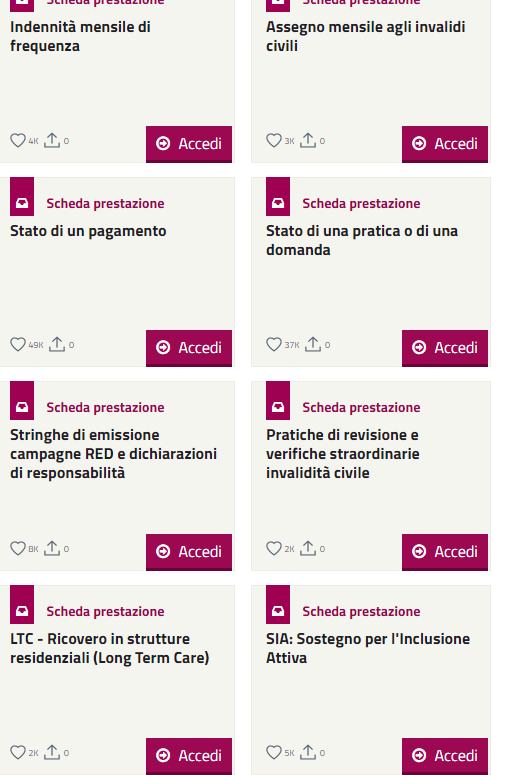 Scheda prestazione
Indennità mensile di
frequenza
4K 0
Accedi
Scheda prestazione
Assegno mensile agli invalidi
civili
3K 0
Accedi
Scheda prestazione
Stato di un pagamento
49K 0
Accedi
Scheda prestazione
Stato di una pratica o di una
domanda
37K 0
Accedi
Scheda prestazione
Stringhe di emissione
campagne RED e dichiarazioni
di responsabilità
8K 0
Accedi
Scheda prestazione
Pratiche di revisione e
verifiche straordinarie
invalidità civile
2K 0
Accedi
Scheda prestazione
LTC - Ricovero in strutture
residenziali (Long Term Care)
2K 0
Accedi
Scheda prestazione
SIA: Sostegno per l'Inclusione
Attiva
5K 0
Accedi